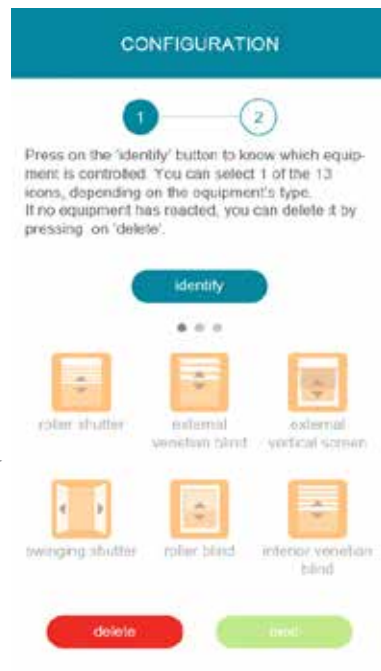 CONFIGURATION
1
2
Press on the 'identify' button to know which equip-
ment is controlled. You can select 1 of the 13
icons, depending on the equipment's type.
If no equipment has reacted, you can delete it by
pressing on 'delete'.
identify
roller shutter
external
venetian blind
external
vertical screen
swinging shutter
roller blind
interior venetian
blind
delete
next